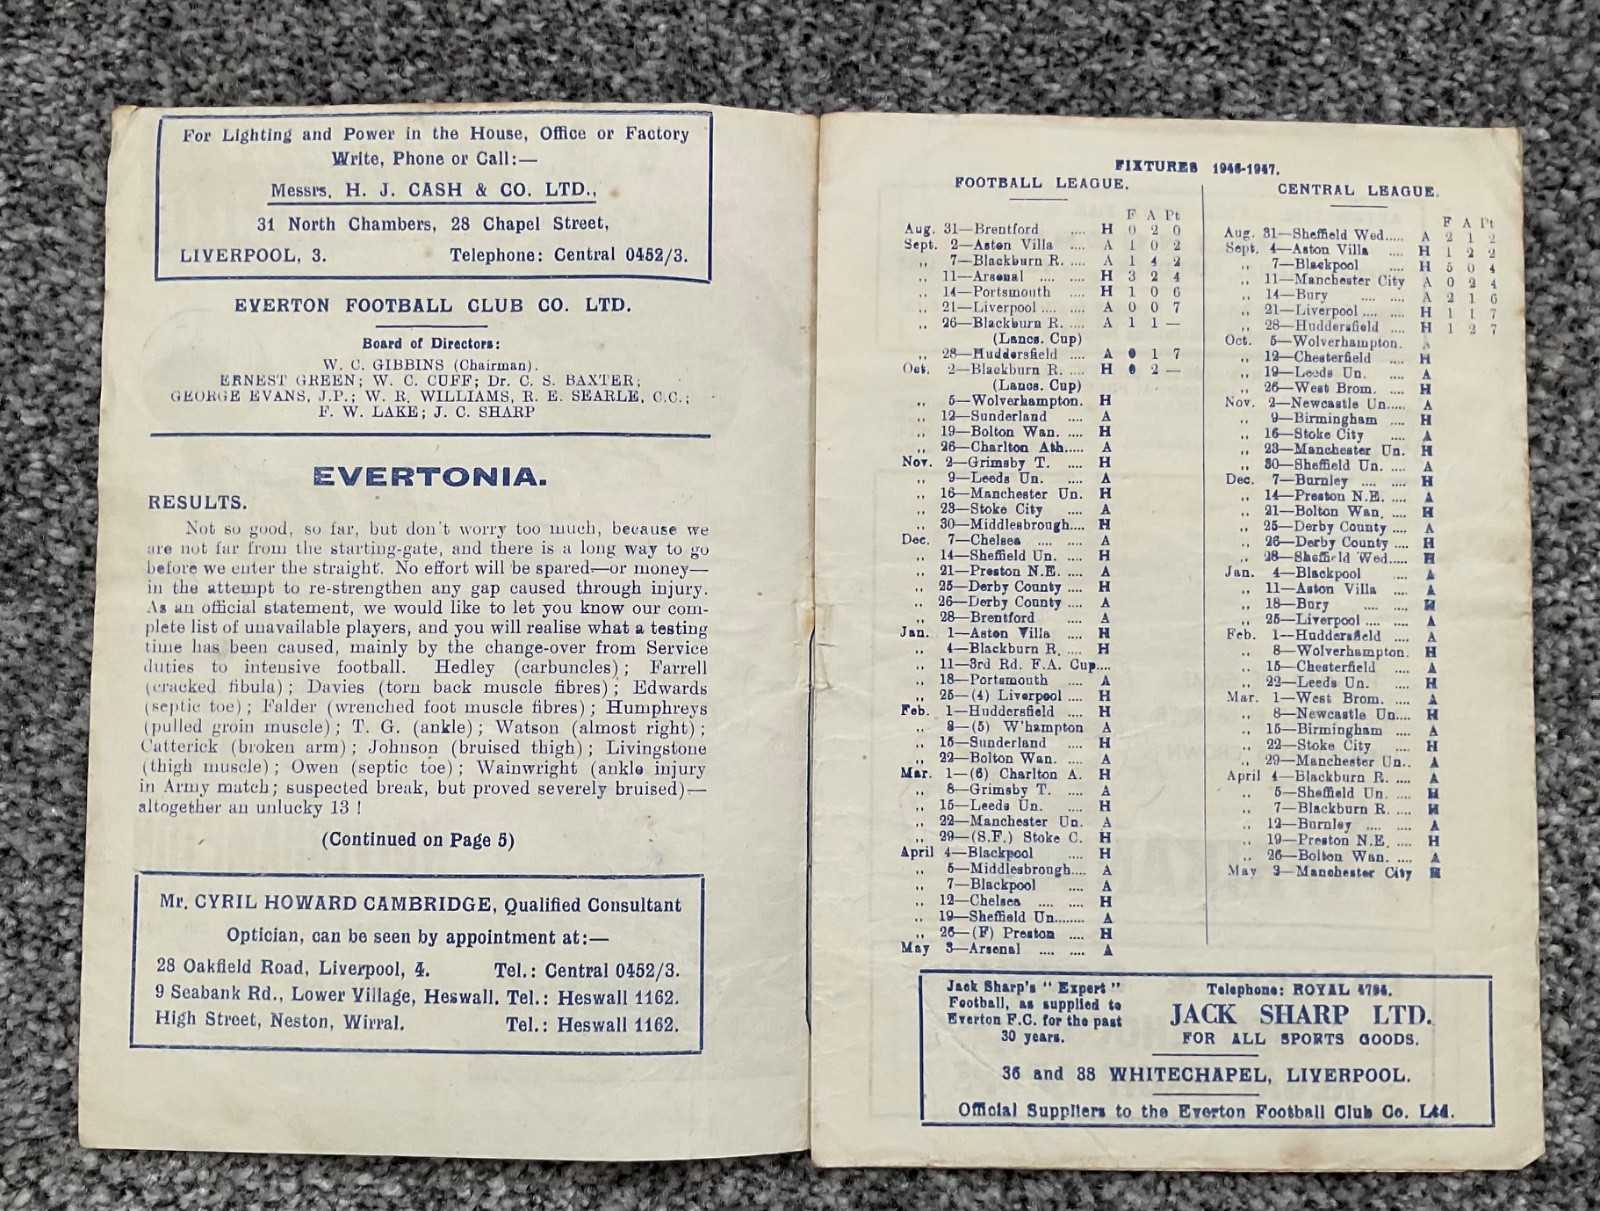 For Lighting and Power in the House, Office or Factory
Write, Phone or Call:—
Messrs. H. J. CASH & CO. LTD.,
31 North Chambers, 28 Chapel Street,
LIVERPOOL, 3. Telephone: Central 0452/3.
EVERTON FOOTBALL CLUB CO. LTD.
Board of Directors:
W. C. GIBBINS (Chairman).
ERNEST GREEN; W. C. CUFF; Dr. C. S. BAXTER;
GEORGE EVANS, J.P.; W. R. WILLIAMS, R. E. SEARLE, C.C.;
F. W. LAKE; J. C. SHARP
EVERTONIA.
RESULTS.
Not so good, so far, but don't worry too much, because we
are not far from the starting-gate, and there is a long way to go
before we enter the straight. No effort will be spared—or money—
in the attempt to re-strengthen any gap caused through injury.
As an official statement, we would like to let you know our com-
plete list of unavailable players, and you will realise what a testing
time has been caused, mainly by the change-over from Service
duties to intensive football. Hedley (carbuncles); Farrell
(cracked fibula); Davies (torn back muscle fibres); Edwards
(septic toe); Falder (wrenched foot muscle fibres); Humphreys
(pulled groin muscle); T. G. (ankle); Watson (almost right);
Catterick (broken arm); Johnson (bruised thigh); Livingstone
(thigh muscle); Owen (septic toe); Wainwright (ankle injury
in Army match; suspected break, but proved severely bruised)—
altogether an unlucky 13 !
(Continued on Page 5)
Mr. CYRIL HOWARD CAMBRIDGE, Qualified Consultant
Optician, can be seen by appointment at:—
28 Oakfield Road, Liverpool, 4. Tel.: Central 0452/3.
9 Seabank Rd., Lower Village, Heswall. Tel.: Heswall 1162.
High Street, Neston, Wirral. Tel.: Heswall 1162.
FIXTURES 1946-1947.
FOOTBALL LEAGUE.
F A Pt
Aug. 31—Brentford .... H 0 2 0
Sept. 2—Aston Villa .... A 1 0 2
,, 7—Blackburn R. .... A 1 4 2
,, 11—Arsenal .... H 3 2 4
,, 14—Portsmouth .... H 1 0 6
,, 21—Liverpool .... .... A 0 0 7
,, 26—Blackburn R. .... A 1 1 —
(Lancs. Cup)
,, 28—Huddersfield .... A 0 1 7
Oct. 2—Blackburn R. .... H 0 2 —
(Lancs. Cup)
,, 5—Wolverhampton. H
,, 12—Sunderland .... A
,, 19—Bolton Wan. .... H
,, 26—Charlton Ath..... A
Nov. 2—Grimsby T. .... H
,, 9—Leeds Un. .... A
,, 16—Manchester Un. H
,, 23—Stoke City .... A
,, 30—Middlesbrough.... H
Dec. 7—Chelsea .... .... A
,, 14—Sheffield Un. .... H
,, 21—Preston N.E. .... A
,, 25—Derby County .... H
,, 26—Derby County .... A
,, 28—Brentford .... A
Jan. 1—Aston Villa .... H
,, 4—Blackburn R. .... H
,, 11—3rd Rd. F.A. Cup....
,, 18—Portsmouth .... A
,, 25—(4) Liverpool .... H
Feb. 1—Huddersfield .... H
,, 8—(5) W'hampton A
,, 15—Sunderland .... H
,, 22—Bolton Wan. .... A
Mar. 1—(6) Charlton A. H
,, 8—Grimsby T. .... A
,, 15—Leeds Un. .... H
,, 22—Manchester Un. A
,, 29—(S.F.) Stoke C. H
April 4—Blackpool .... H
,, 5—Middlesbrough.... A
,, 7—Blackpool .... A
,, 12—Chelsea .... .... H
,, 19—Sheffield Un........ A
,, 26—(F) Preston .... H
May 3—Arsenal .... .... A
CENTRAL LEAGUE.
F A Pt
Aug. 31—Sheffield Wed..... A 2 1 2
Sept. 4—Aston Villa .... H 1 2 2
,, 7—Blackpool .... H 5 0 4
,, 11—Manchester City A 0 2 4
,, 14—Bury .... .... A 2 1 6
,, 21—Liverpool .... .... H 1 1 7
,, 28—Huddersfield .... H 1 2 7
Oct. 5—Wolverhampton. A
,, 12—Chesterfield .... H
,, 19—Leeds Un. .... A
,, 26—West Brom. .... H
Nov. 2—Newcastle Un..... A
,, 9—Birmingham .... H
,, 16—Stoke City .... A
,, 23—Manchester Un. H
,, 30—Sheffield Un. .... A
Dec. 7—Burnley .... .... H
,, 14—Preston N.E. .... A
,, 21—Bolton Wan. .... H
,, 25—Derby County .... A
,, 26—Derby County .... H
,, 28—Sheffield Wed..... H
Jan. 4—Blackpool .... A
,, 11—Aston Villa .... A
,, 18—Bury .... .... H
,, 25—Liverpool .... .... A
Feb. 1—Huddersfield .... A
,, 8—Wolverhampton. H
,, 15—Chesterfield .... A
,, 22—Leeds Un. .... H
Mar. 1—West Brom. .... A
,, 8—Newcastle Un.... H
,, 15—Birmingham .... A
,, 22—Stoke City .... H
,, 29—Manchester Un.. A
April 4—Blackburn R. .... A
,, 5—Sheffield Un. .... H
,, 7—Blackburn R. .... H
,, 12—Burnley .... .... A
,, 19—Preston N.E. .... H
,, 26—Bolton Wan. .... A
May 3—Manchester City H
Jack Sharp's "Expert"
Football, as supplied to
Everton F.C. for the past
30 years.
Telephone: ROYAL 4794.
JACK SHARP LTD.
FOR ALL SPORTS GOODS.
36 and 38 WHITECHAPEL, LIVERPOOL.
Official Suppliers to the Everton Football Club Co. Ltd.